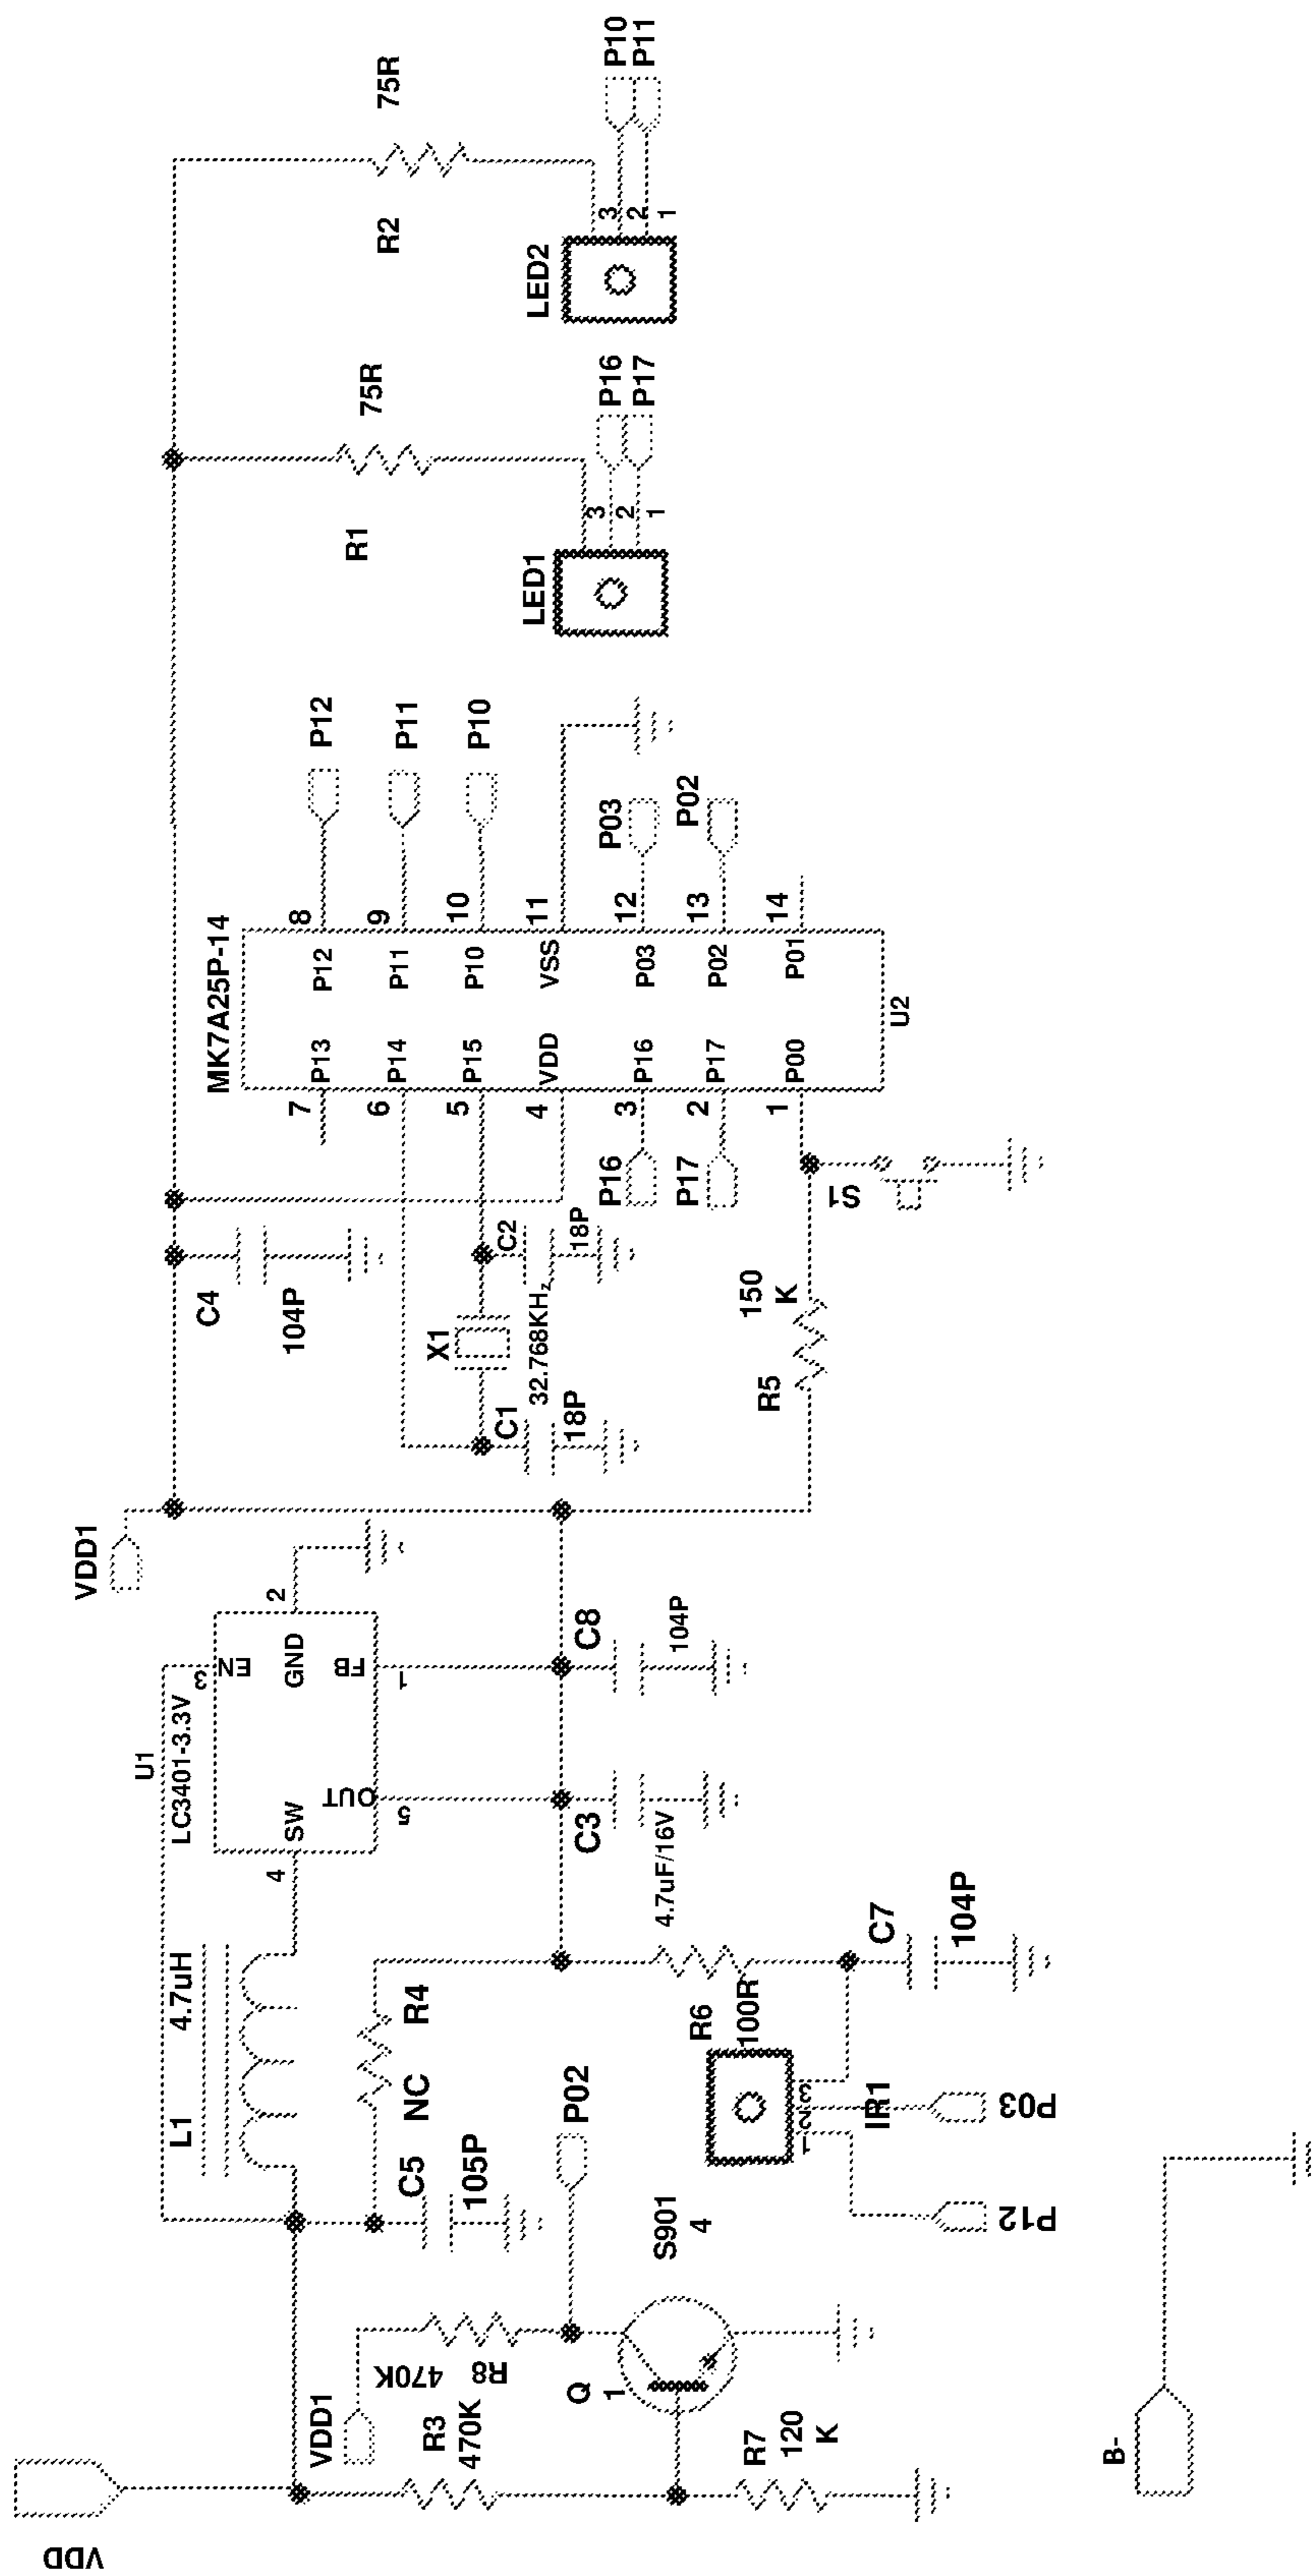 VDD
VDD1
R3
470K
470K
R8
P02
Q
1
S901
4
R7
120
K
B-
L1
4.7uH
NC
R4
C5
105P
P12
P03
IR1
1
2
3
R6
100R
C7
104P
U1
LC3401-3.3V
4
SW
OUT
5
EN
3
GND
2
FB
1
C3
4.7uF/16V
C8
104P
VDD1
C4
104P
C1
18P
X1
32.768KHz
C2
18P
R5
150
K
S1
MK7A25P-14
7
P13
6
P14
5
P15
4
VDD
P16
3
P16
P17
2
P17
1
P00
P12
8
P12
P11
9
P11
P10
10
P10
VSS
11
P03
12
P03
P02
13
P02
P01
14
U2
R1
75R
LED1
3
2
1
P16
P17
R2
75R
LED2
3
2
1
P10
P11